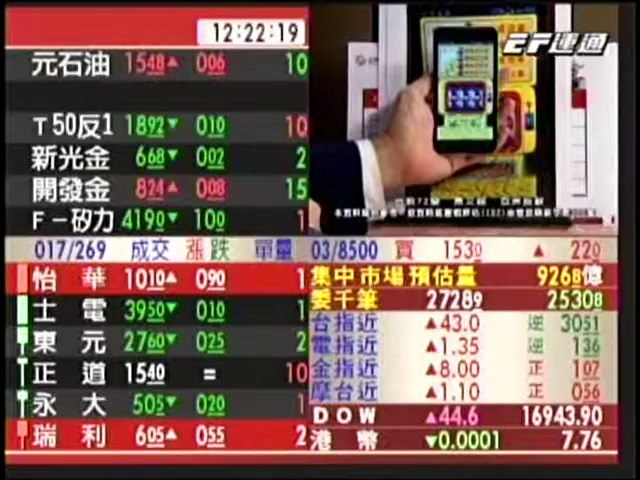 12:22:19
元石油 1548▲ 006 10
T50反1 1892▼ 010 10
新光金 668▼ 002 2
開發金 824▲ 008 15
F－矽力 4190▼ 100 1
EF運通
017/269 成交 漲跌 單量
怡華 1010▲ 090 1
士電 3950▼ 010 1
東元 2760▼ 025 2
正道 1540 = 10
永大 505▼ 020 1
瑞利 605▲ 055 2
03/8500 買 1530 ▲ 220
集中市場預估量 9268億
委千筆 27289 25308
台指近 ▲43.0 逆 3051
電指近 ▲1.35 逆 136
金指近 ▲8.00 正 107
摩台近 ▲1.10 正 056
DOW ▲44.6 16943.90
港幣 ▼0.0001 7.76